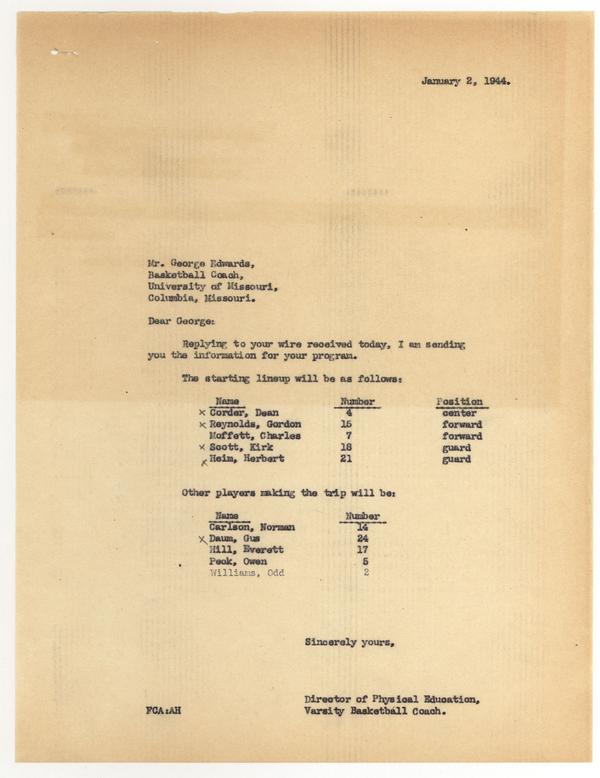 January 2, 1944.
Mr. George Edwards,
Basketball Coach,
University of Missouri,
Columbia, Missouri.
Dear George:
Replying to your wire received today, I am sending
you the information for your program.
The starting lineup will be as follows:
Name Number Position
x Corder, Dean 4 center
x Reynolds, Gordon 15 forward
Moffett, Charles 7 forward
x Scott, Kirk 18 guard
x Heim, Herbert 21 guard
Other players making the trip will be:
Name Number
Carlson, Norman 14
x Daum, Gus 24
Hill, Everett 17
Peck, Owen 5
Williams, Odd 2
Sincerely yours,
Director of Physical Education,
FCA:AH Varsity Basketball Coach.